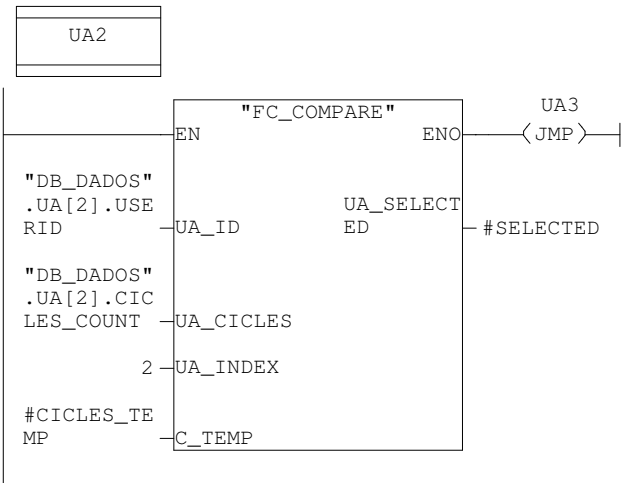 UA2
"FC_COMPARE"
UA3
EN
ENO
JMP
"DB_DADOS"
.UA[2].USE
RID
UA_ID
UA_SELECT
ED
#SELECTED
"DB_DADOS"
.UA[2].CIC
LES_COUNT
UA_CICLES
2
UA_INDEX
#CICLES_TE
MP
C_TEMP